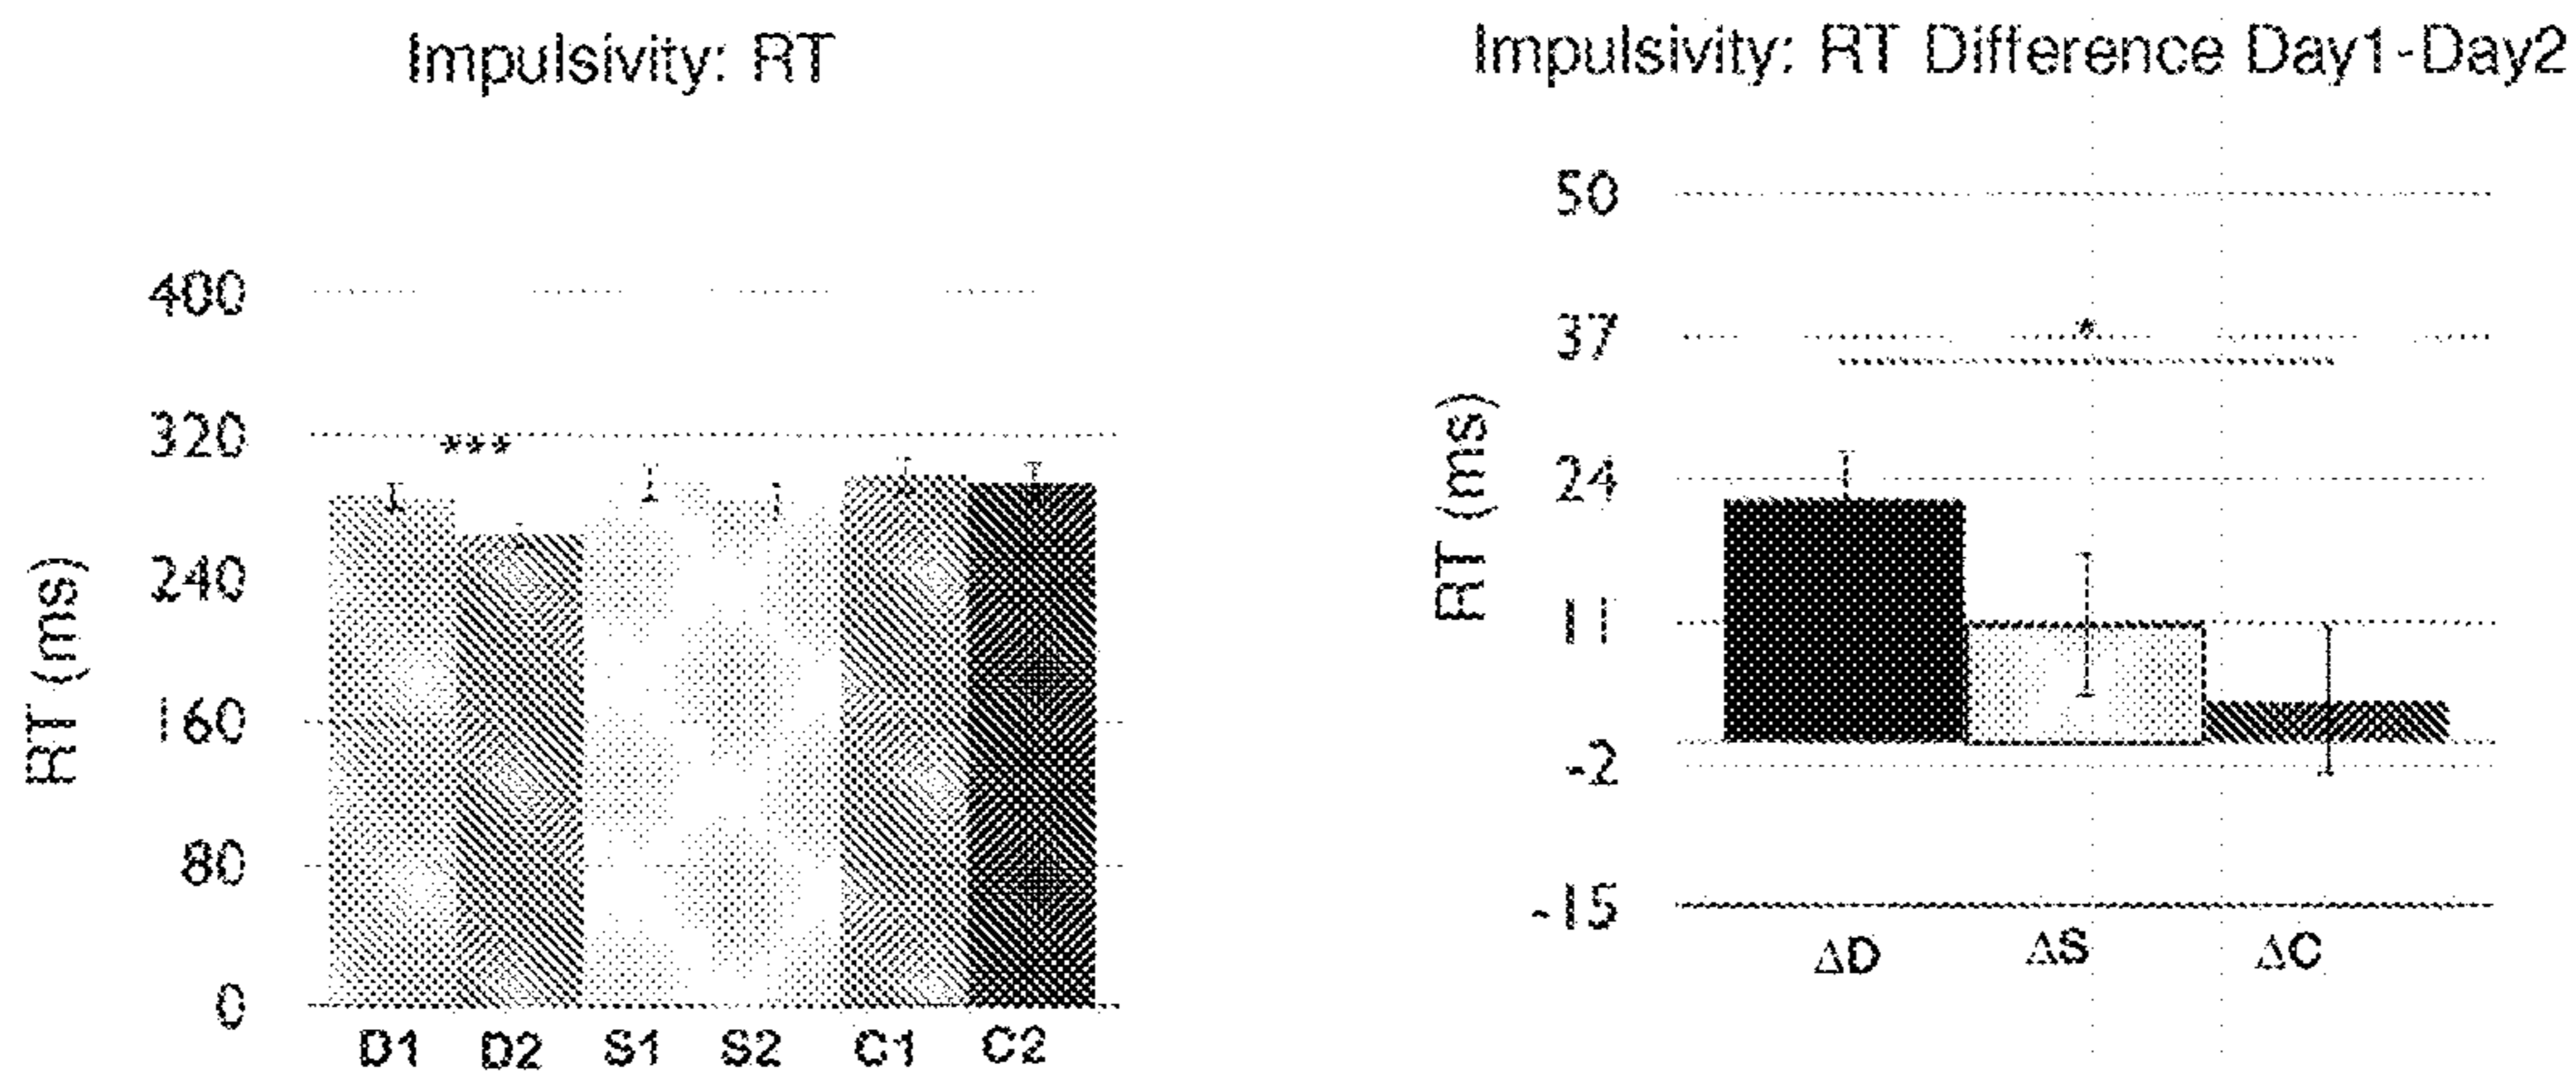 Impulsivity: RT
400
320
***
240
160
80
0
RT (ms)
D1 D2 S1 S2 C1 C2
Impulsivity: RT Difference Day1-Day2
50
37
*
24
11
-2
-15
RT (ms)
ΔD ΔS ΔC